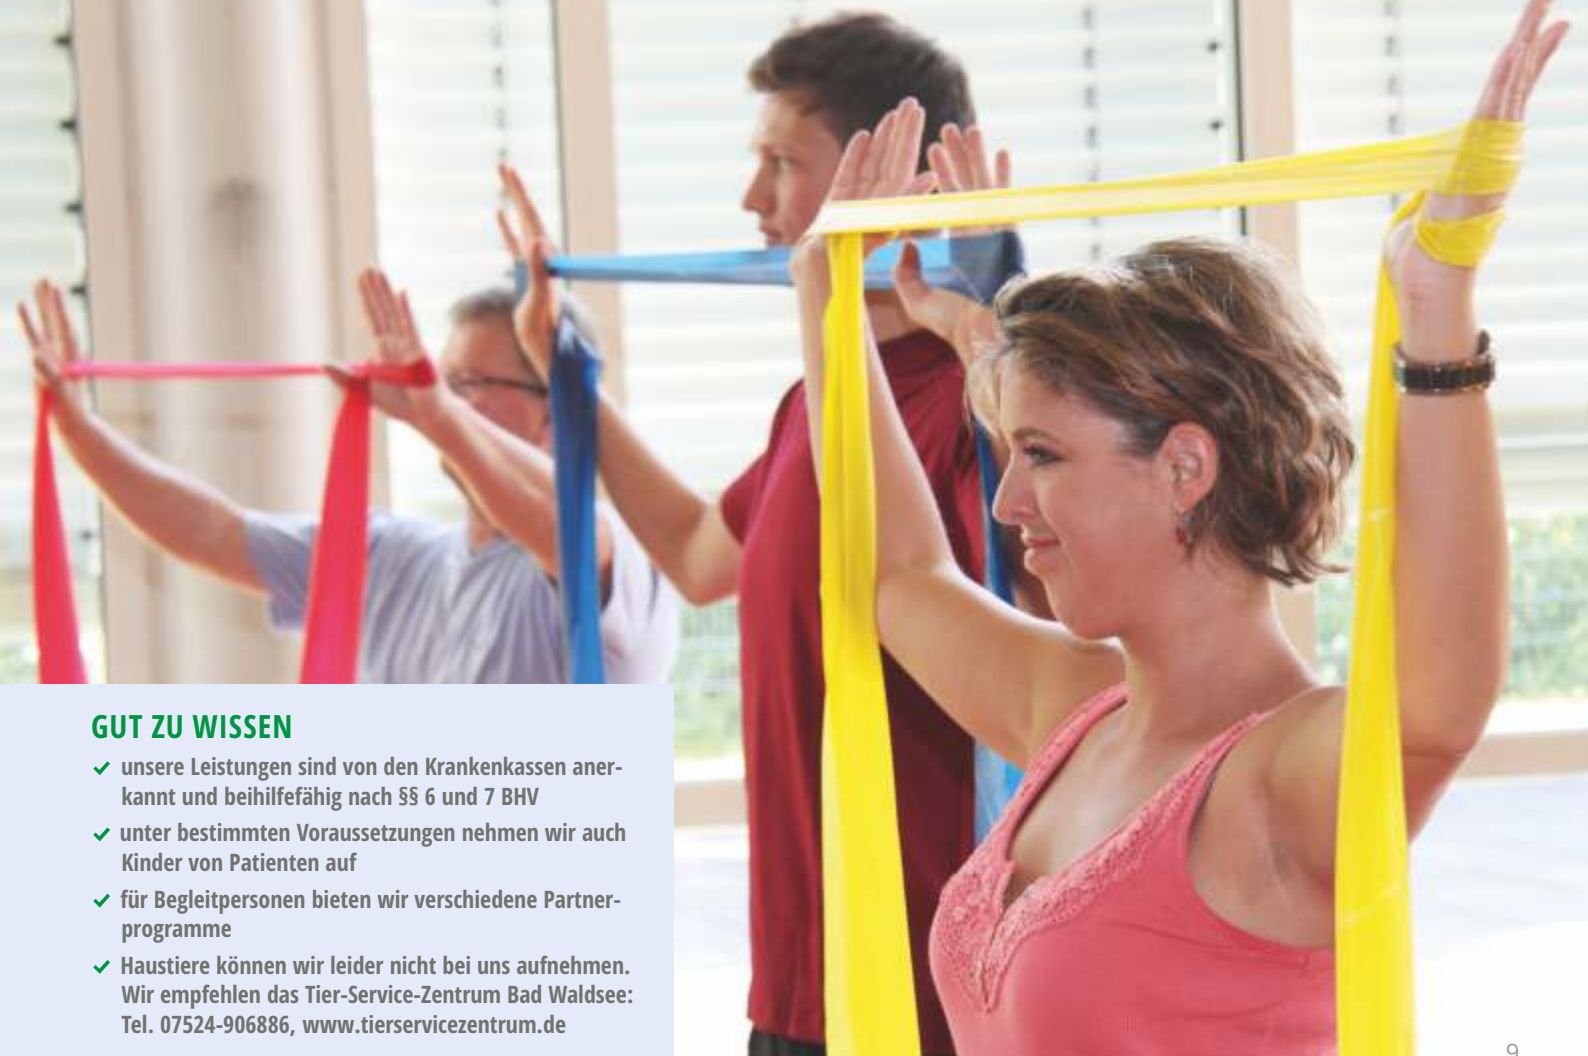 GUT ZU WISSEN
unsere Leistungen sind von den Krankenkassen aner-
kannt und beihilfefähig nach §§ 6 und 7 BHV
unter bestimmten Voraussetzungen nehmen wir auch
Kinder von Patienten auf
für Begleitpersonen bieten wir verschiedene Partner-
programme
Haustiere können wir leider nicht bei uns aufnehmen.
Wir empfehlen das Tier-Service-Zentrum Bad Waldsee:
Tel. 07524-906886, www.tierservicezentrum.de
9